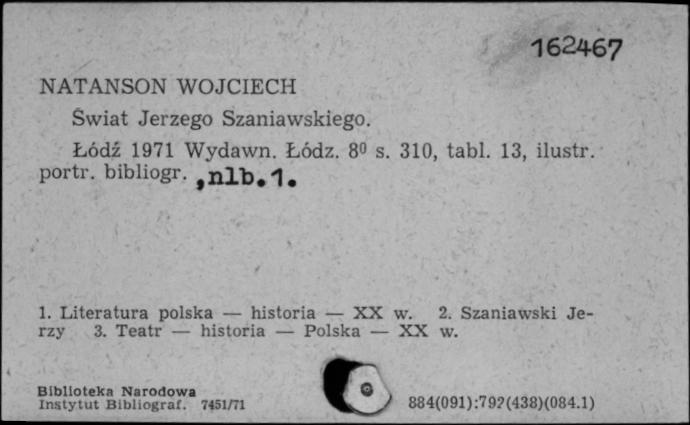 162467
NATANSON WOJCIECH
Świat Jerzego Szaniawskiego.
Łódź 1971 Wydawn. Łódz. 8⁰ s. 310, tabl. 13, ilustr.
portr. bibliogr. ,nlb.1.
1. Literatura polska — historia — XX w. 2. Szaniawski Je-
rzy 3. Teatr — historia — Polska — XX w.
Biblioteka Narodowa
Instytut Bibliograf. 7451/71
884(091):792(438)(084.1)